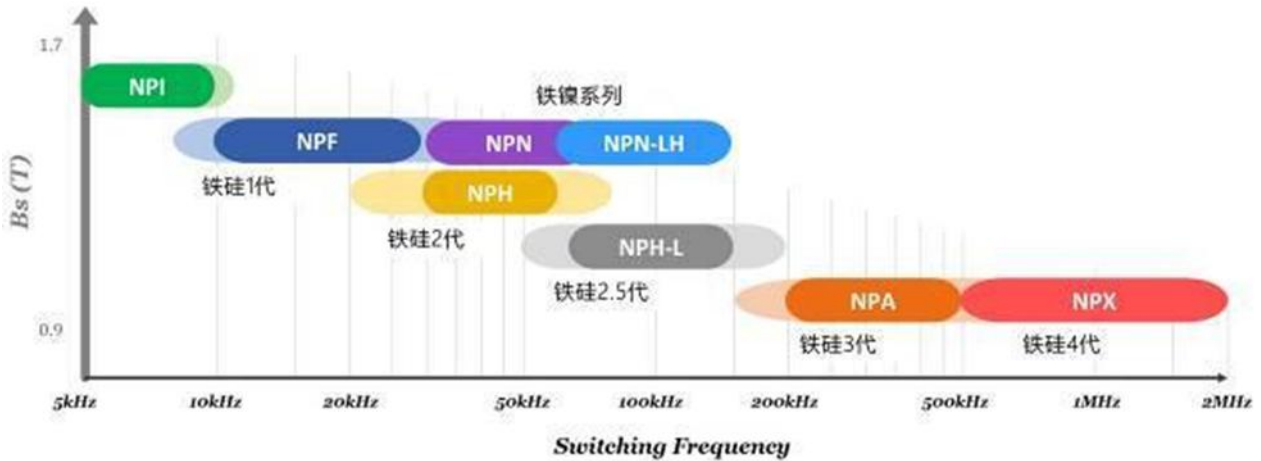 1.7
NPI
铁镍系列
NPF
NPN
NPN-LH
铁硅1代
NPH
Bs (T)
铁硅2代
NPH-L
铁硅2.5代
NPA
NPX
0.9
铁硅3代
铁硅4代
5kHz 10kHz 20kHz 50kHz 100kHz 200kHz 500kHz 1MHz 2MHz
Switching Frequency